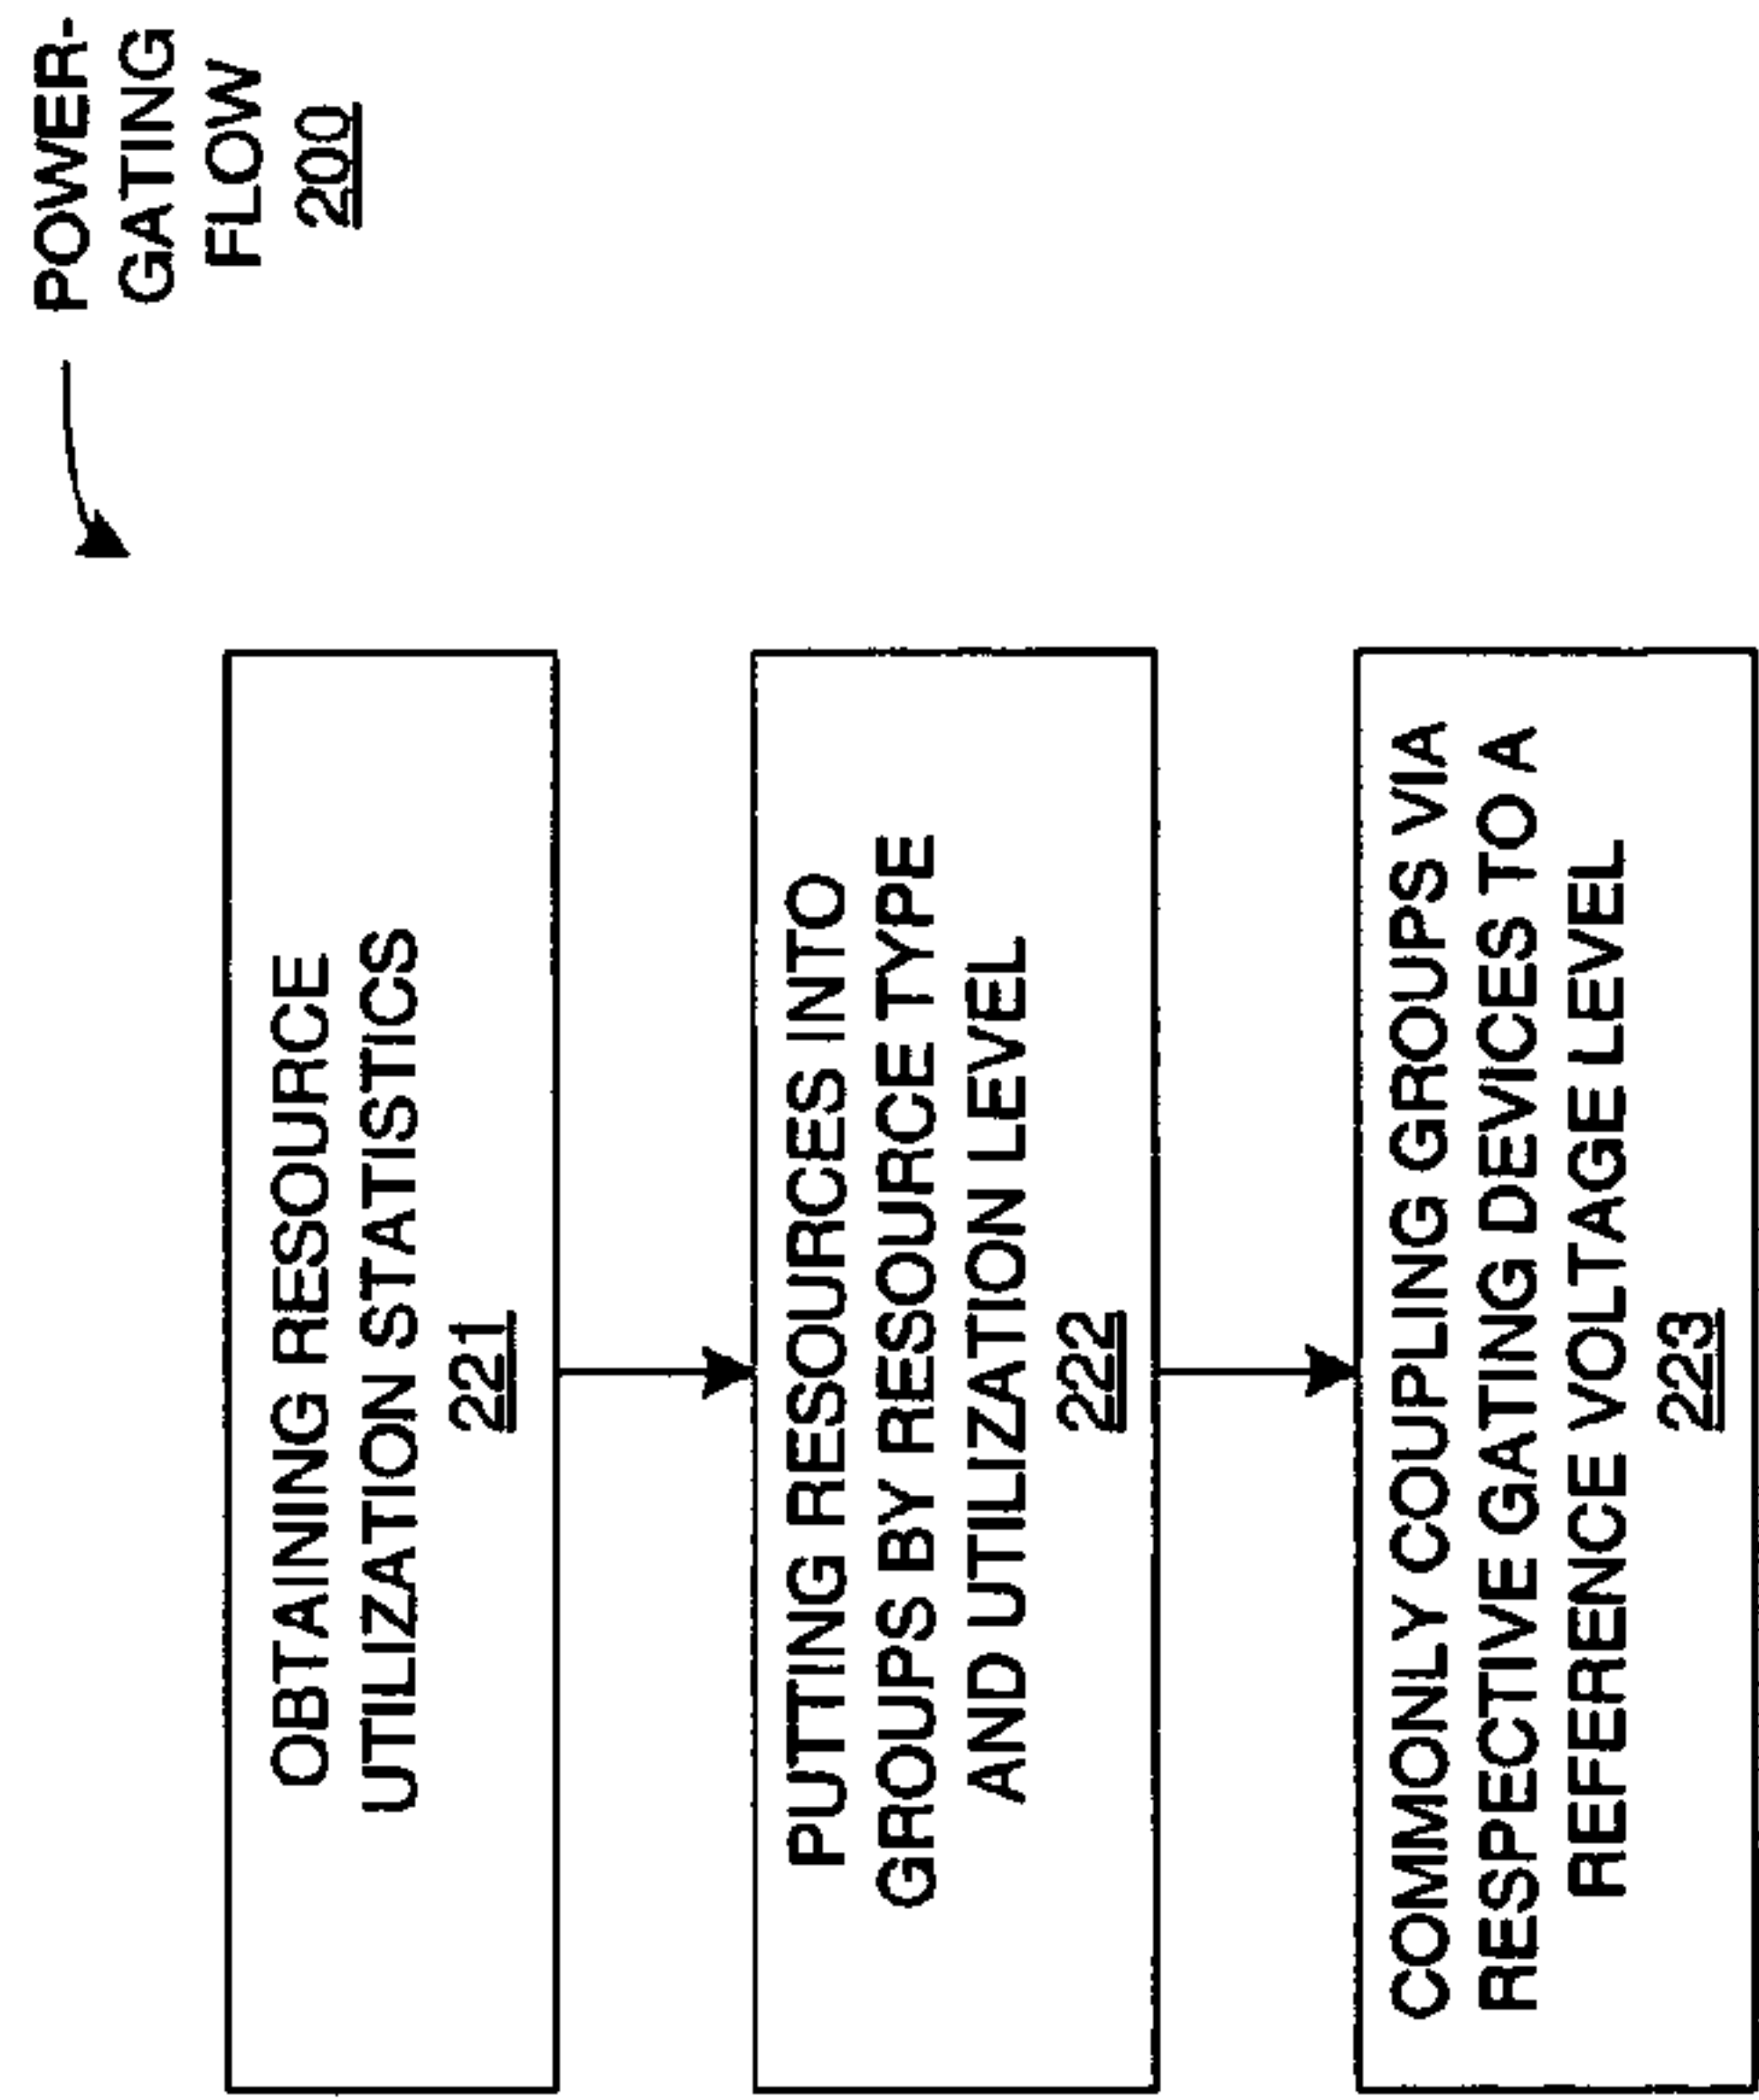 POWER-
GATING
FLOW
200
OBTAINING RESOURCE
UTILIZATION STATISTICS
221
PUTTING RESOURCES INTO
GROUPS BY RESOURCE TYPE
AND UTILIZATION LEVEL
222
COMMONLY COUPLING GROUPS VIA
RESPECTIVE GATING DEVICES TO A
REFERENCE VOLTAGE LEVEL
223